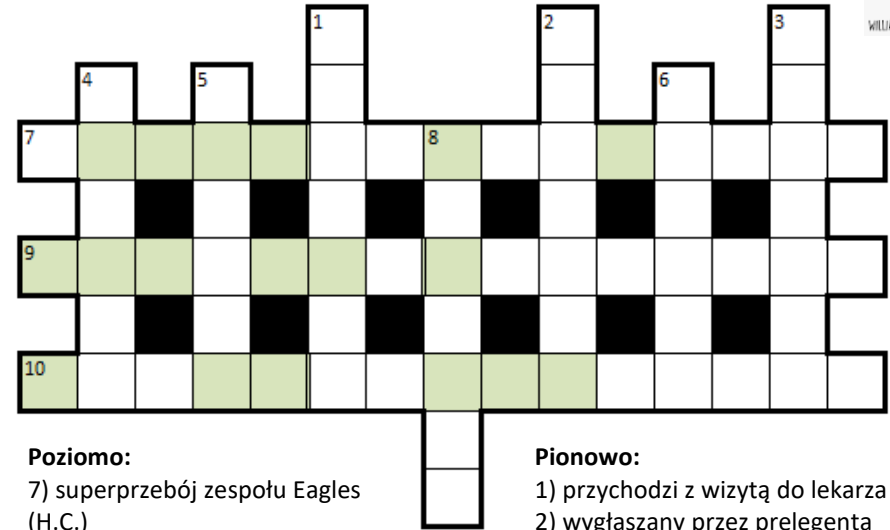 WILLI
1
2
3
4
5
6
7
8
9
10
Poziomo:
7) superprzebój zespołu Eagles
(H.C.)
Pionowo:
1) przychodzi z wizytą do lekarza
2) wygłaszany przez prelegenta